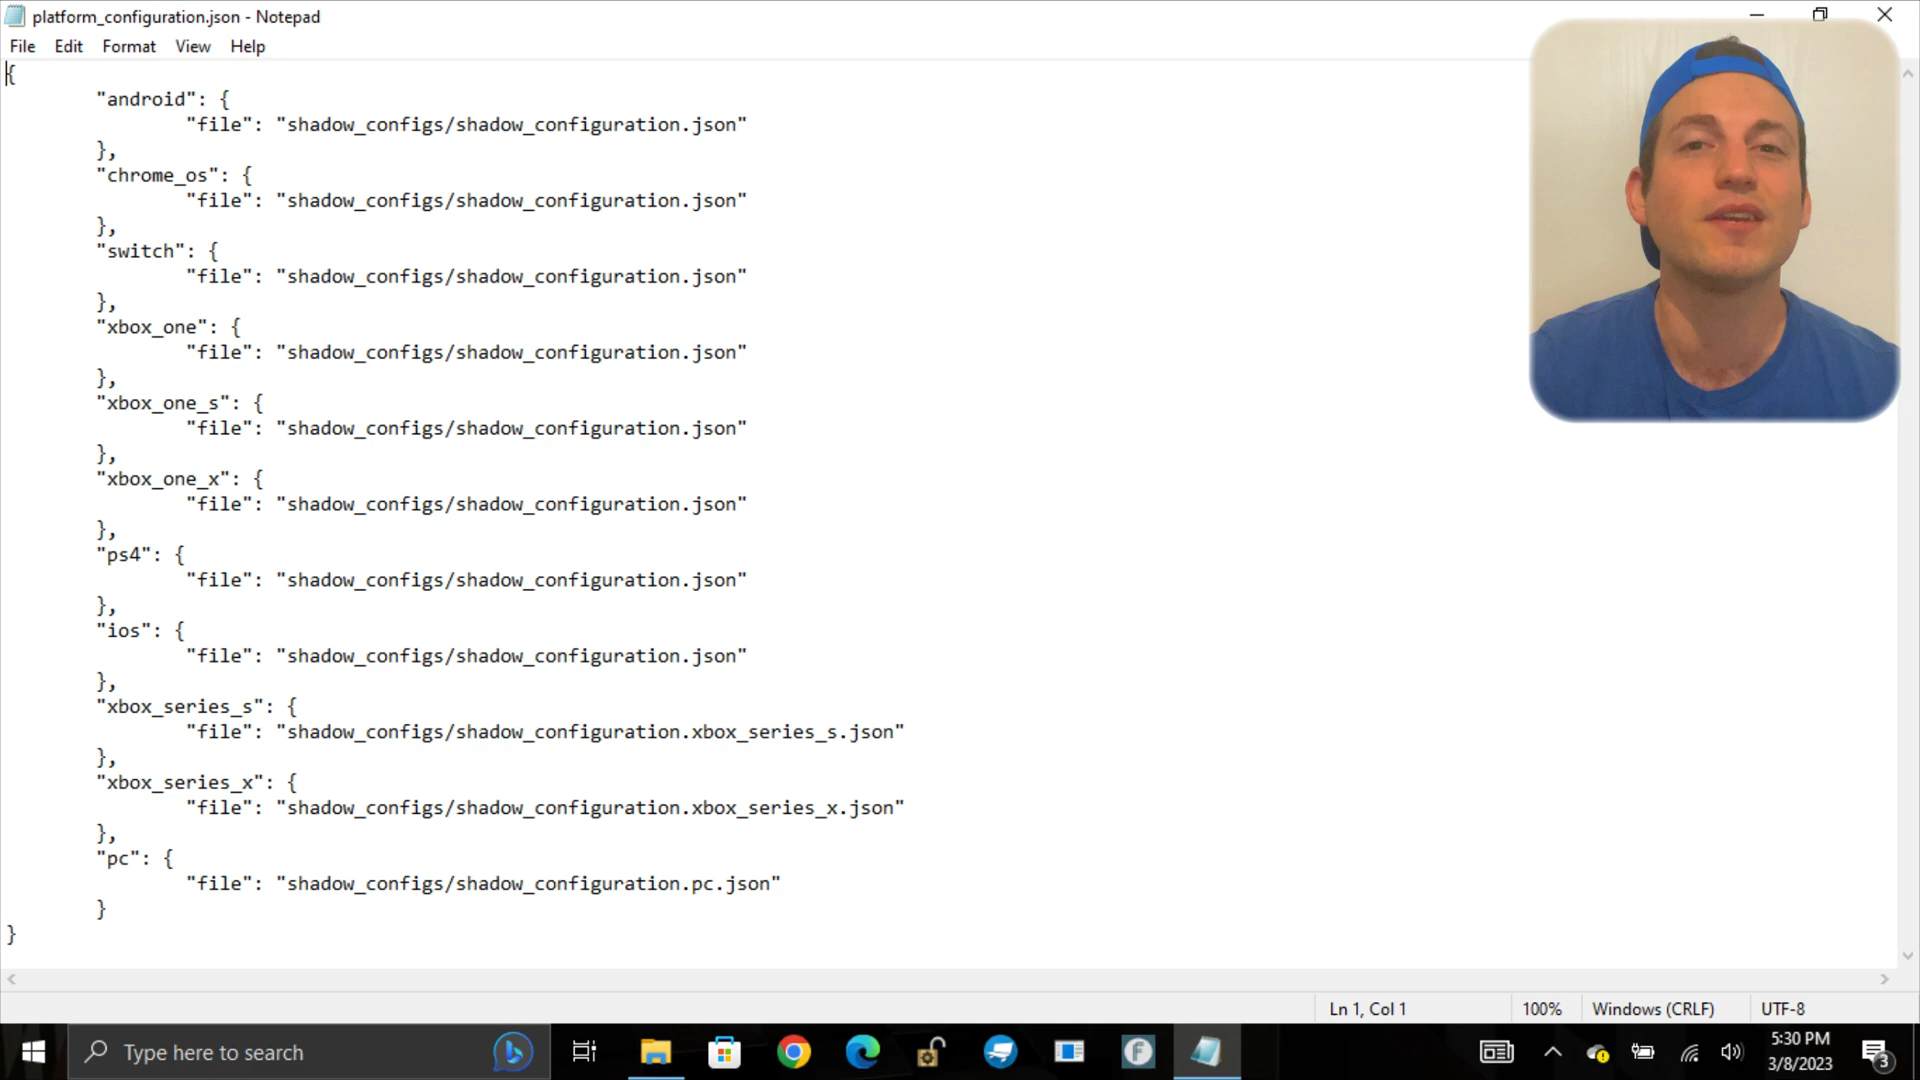 platform_configuration.json - Notepad
File Edit Format View Help
{
"android": {
"file": "shadow_configs/shadow_configuration.json"
},
"chrome_os": {
"file": "shadow_configs/shadow_configuration.json"
},
"switch": {
"file": "shadow_configs/shadow_configuration.json"
},
"xbox_one": {
"file": "shadow_configs/shadow_configuration.json"
},
"xbox_one_s": {
"file": "shadow_configs/shadow_configuration.json"
},
"xbox_one_x": {
"file": "shadow_configs/shadow_configuration.json"
},
"ps4": {
"file": "shadow_configs/shadow_configuration.json"
},
"ios": {
"file": "shadow_configs/shadow_configuration.json"
},
"xbox_series_s": {
"file": "shadow_configs/shadow_configuration.xbox_series_s.json"
},
"xbox_series_x": {
"file": "shadow_configs/shadow_configuration.xbox_series_x.json"
},
"pc": {
"file": "shadow_configs/shadow_configuration.pc.json"
}
}
Ln 1, Col 1 100% Windows (CRLF) UTF-8
Type here to search
F
5:30 PM
3/8/2023
3